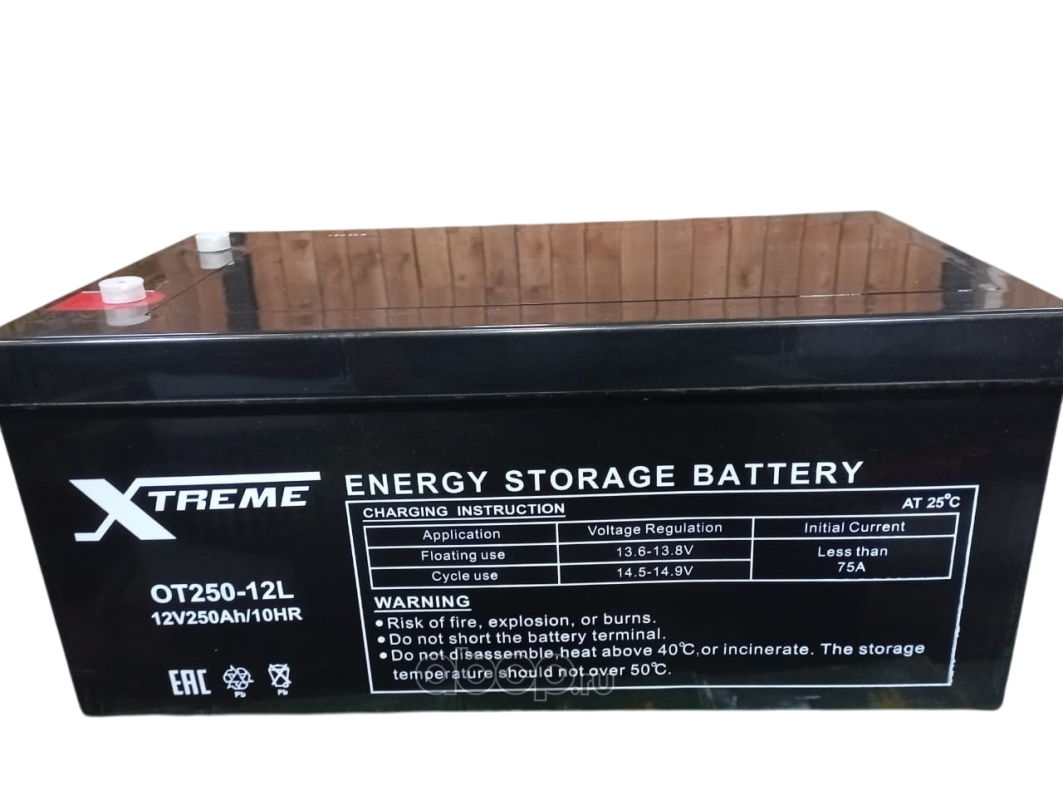 XTREME
OT250-12L
12V250Ah/10HR
EAC
Pb
Pb
ENERGY STORAGE BATTERY
CHARGING INSTRUCTION
AT 25°C
Application Voltage Regulation Initial Current
Floating use 13.6-13.8V Less than
Cycle use 14.5-14.9V 75A
WARNING
●Risk of fire, explosion, or burns.
●Do not short the battery terminal.
●Do not disassemble,heat above 40℃,or incinerate. The storage
temperature should not over 50℃.